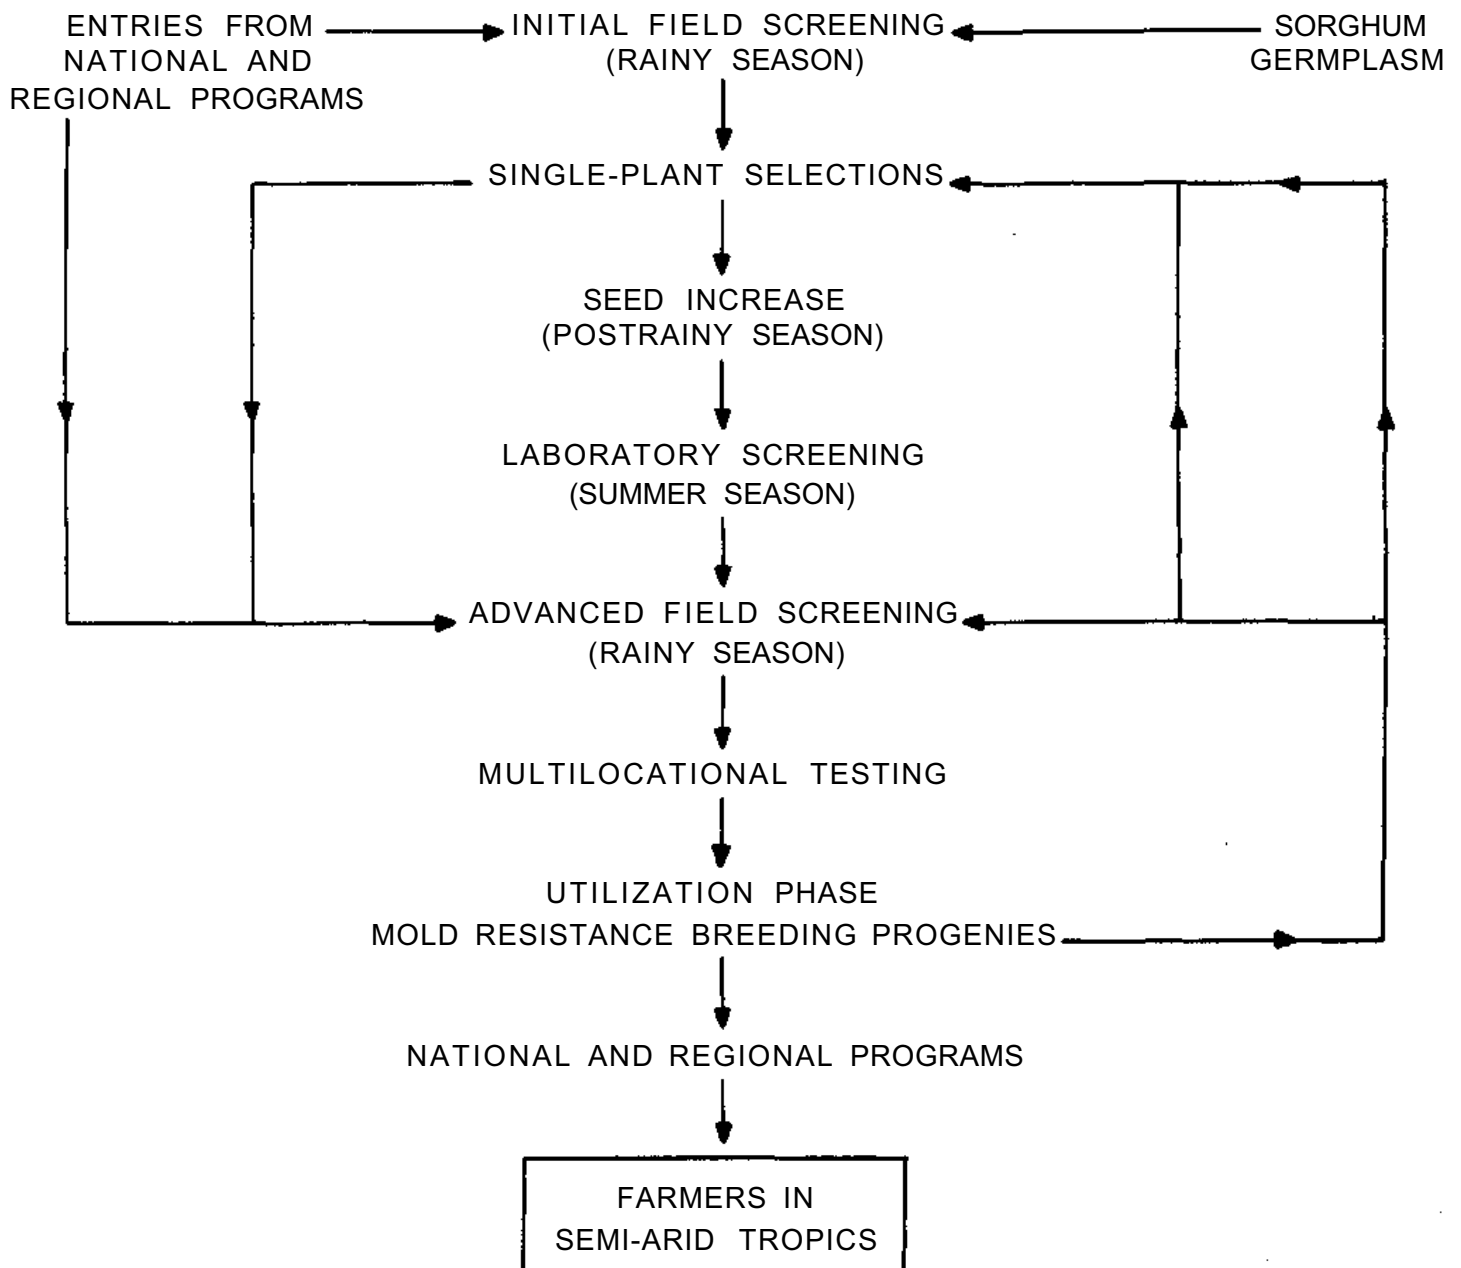 ENTRIES FROM
NATIONAL AND
REGIONAL PROGRAMS
INITIAL FIELD SCREENING
(RAINY SEASON)
SORGHUM
GERMPLASM
SINGLE-PLANT SELECTIONS
SEED INCREASE
(POSTRAINY SEASON)
LABORATORY SCREENING
(SUMMER SEASON)
ADVANCED FIELD SCREENING
(RAINY SEASON)
MULTILOCATIONAL TESTING
UTILIZATION PHASE
MOLD RESISTANCE BREEDING PROGENIES
NATIONAL AND REGIONAL PROGRAMS
FARMERS IN
SEMI-ARID TROPICS